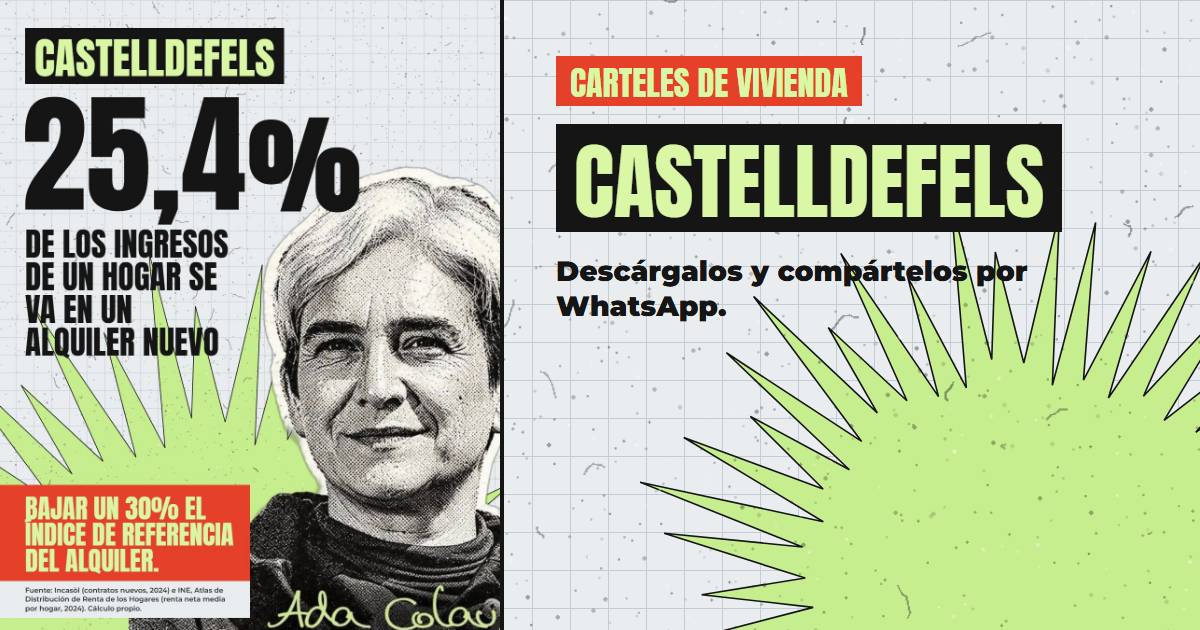 CASTELLDEFELS
25,4%
DE LOS INGRESOS
DE UN HOGAR SE
VA EN UN
ALQUILER NUEVO
BAJAR UN 30% EL
ÍNDICE DE REFERENCIA
DEL ALQUILER.
Fuente: Incasòl (contratos nuevos, 2024) e INE, Atlas de
Distribución de Renta de los Hogares (renta neta media
por hogar, 2024). Cálculo propio.
Ada Colau
CARTELES DE VIVIENDA
CASTELLDEFELS
Descárgalos y compártelos por
WhatsApp.